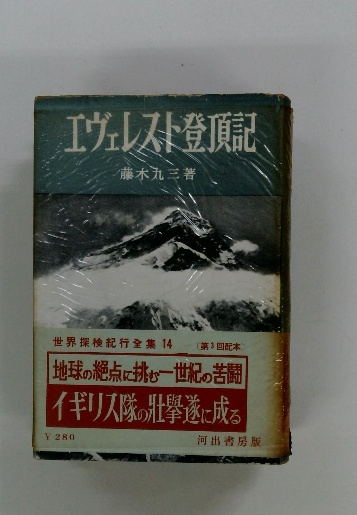 エヴェレスト登頂記
藤木九三著
世界探検紀行全集 14 (第3回配本)
地球の絶点に挑む一世紀の苦闘
イギリス隊の壯擧遂に成る
¥280 河出書房版